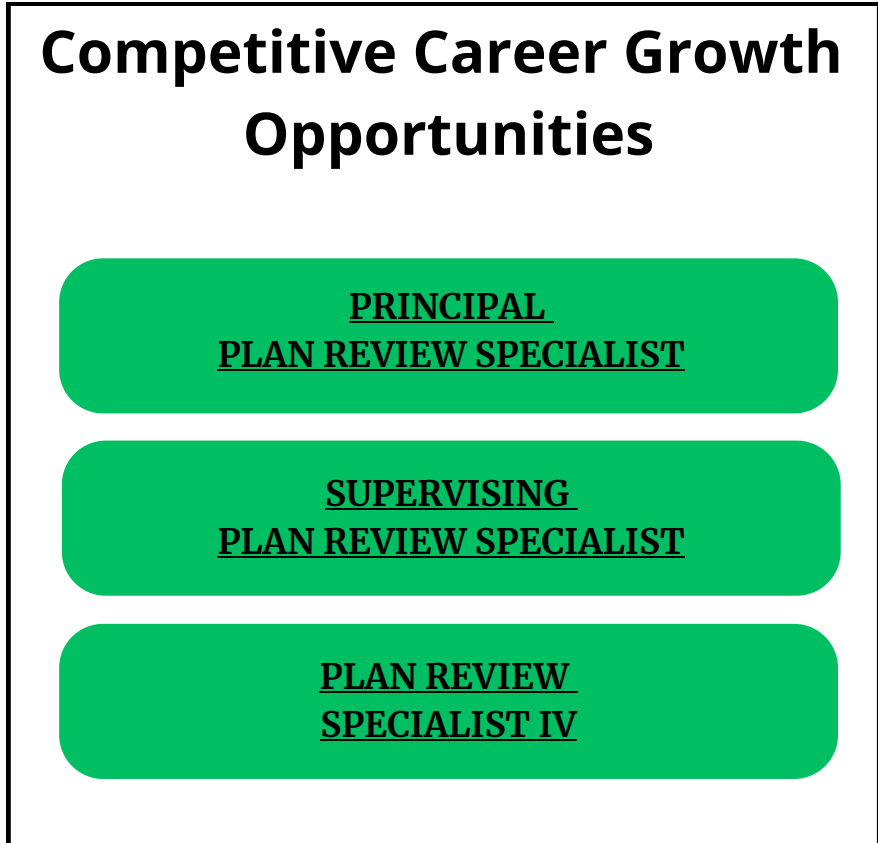 Competitive Career Growth
Opportunities
PRINCIPAL
PLAN REVIEW SPECIALIST
SUPERVISING
PLAN REVIEW SPECIALIST
PLAN REVIEW
SPECIALIST IV